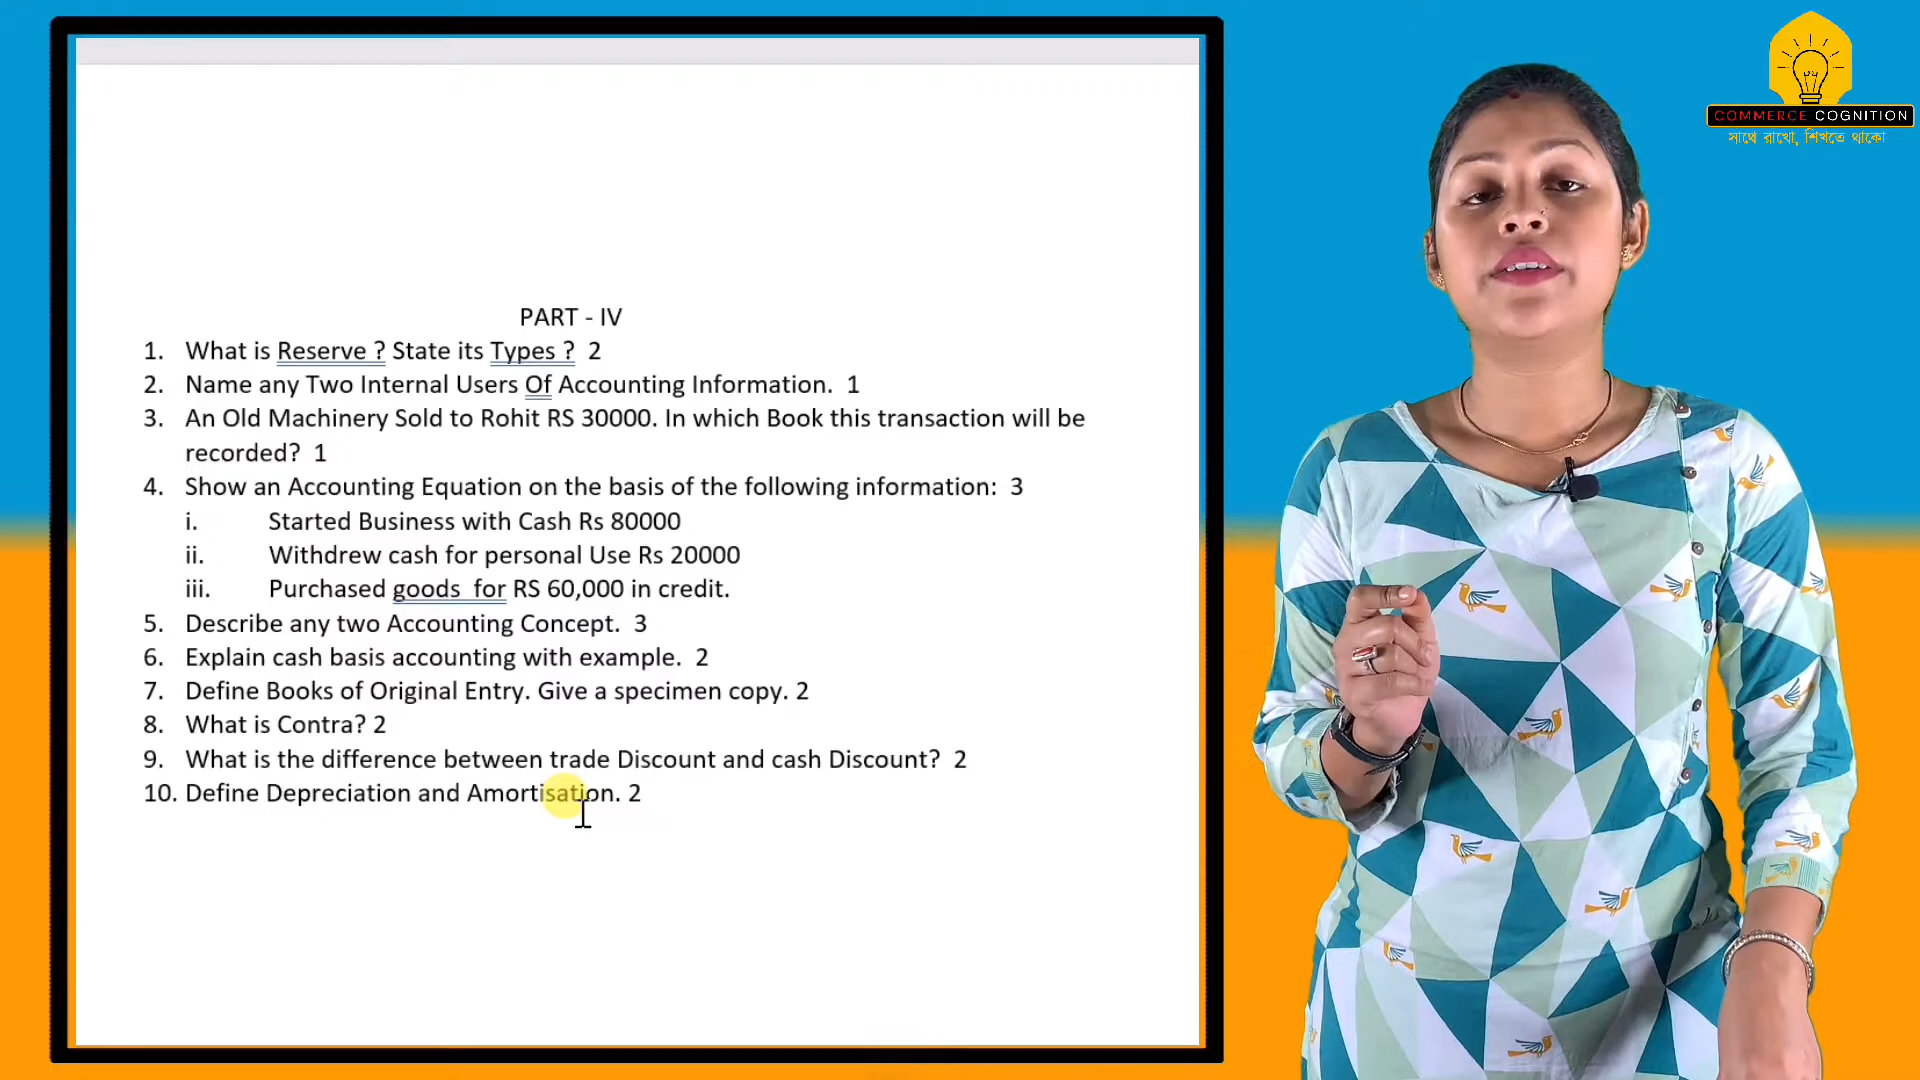 COMMERCE COGNITION
সাথে রাখো, শিখতে থাকো
PART - IV
1. What is Reserve ? State its Types ? 2
2. Name any Two Internal Users Of Accounting Information. 1
3. An Old Machinery Sold to Rohit RS 30000. In which Book this transaction will be
recorded? 1
4. Show an Accounting Equation on the basis of the following information: 3
i. Started Business with Cash Rs 80000
ii. Withdrew cash for personal Use Rs 20000
iii. Purchased goods for RS 60,000 in credit.
5. Describe any two Accounting Concept. 3
6. Explain cash basis accounting with example. 2
7. Define Books of Original Entry. Give a specimen copy. 2
8. What is Contra? 2
9. What is the difference between trade Discount and cash Discount? 2
10. Define Depreciation and Amortisation. 2